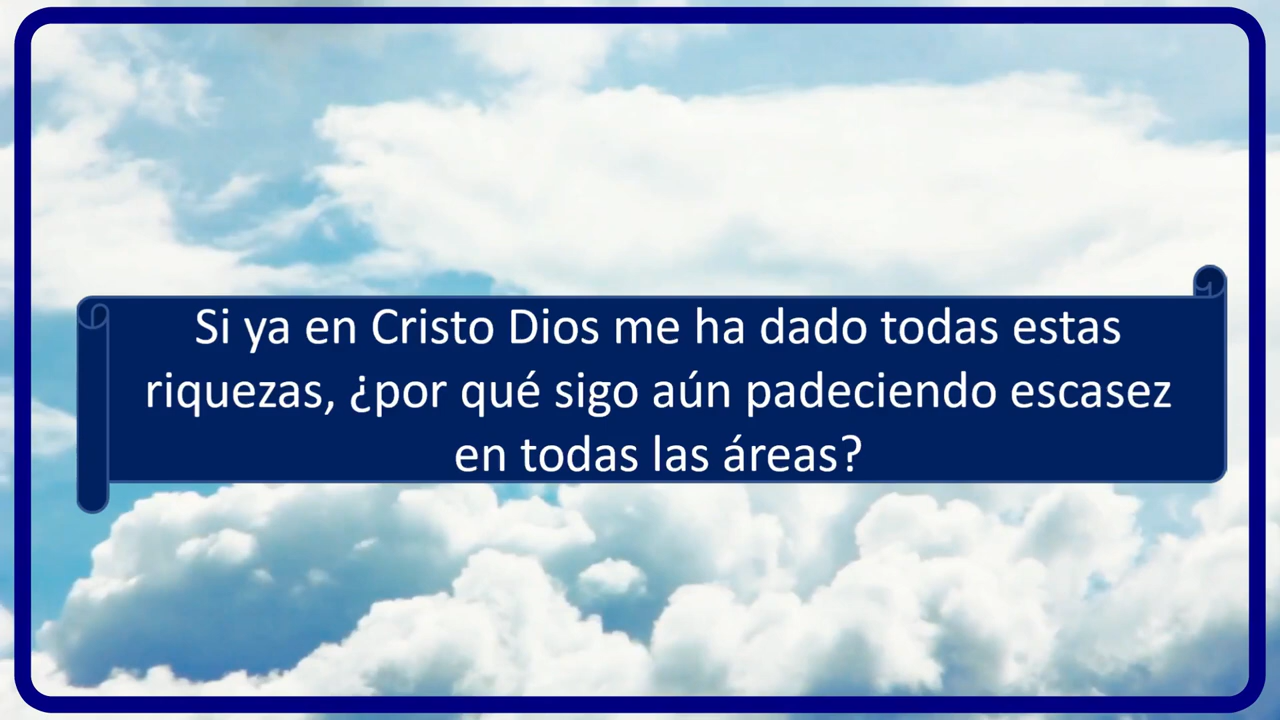 Si ya en Cristo Dios me ha dado todas estas
riquezas, ¿por qué sigo aún padeciendo escasez
en todas las áreas?